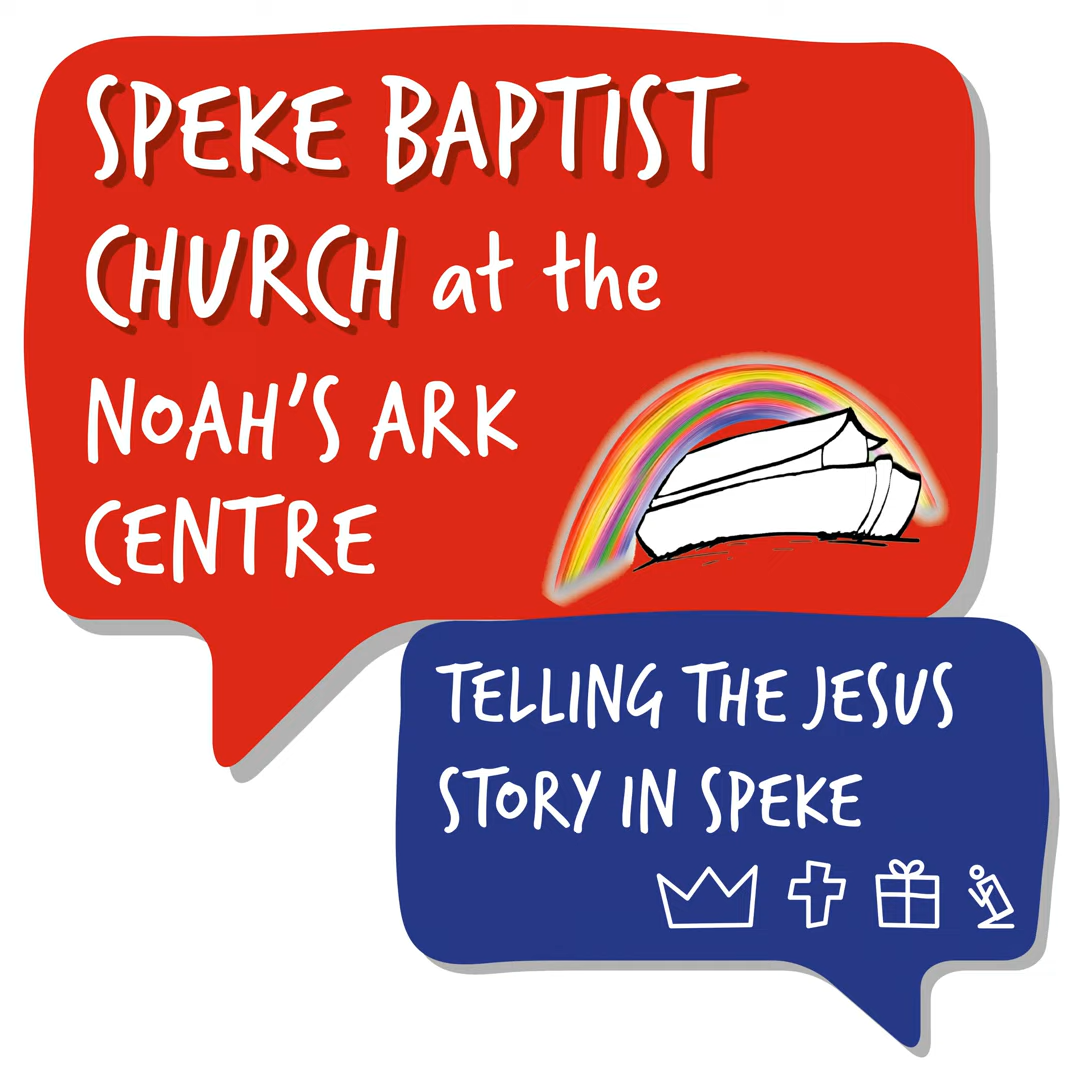 SPEKE BAPTIST
CHURCH at the
NOAH'S ARK
CENTRE
TELLING THE JESUS
STORY IN SPEKE